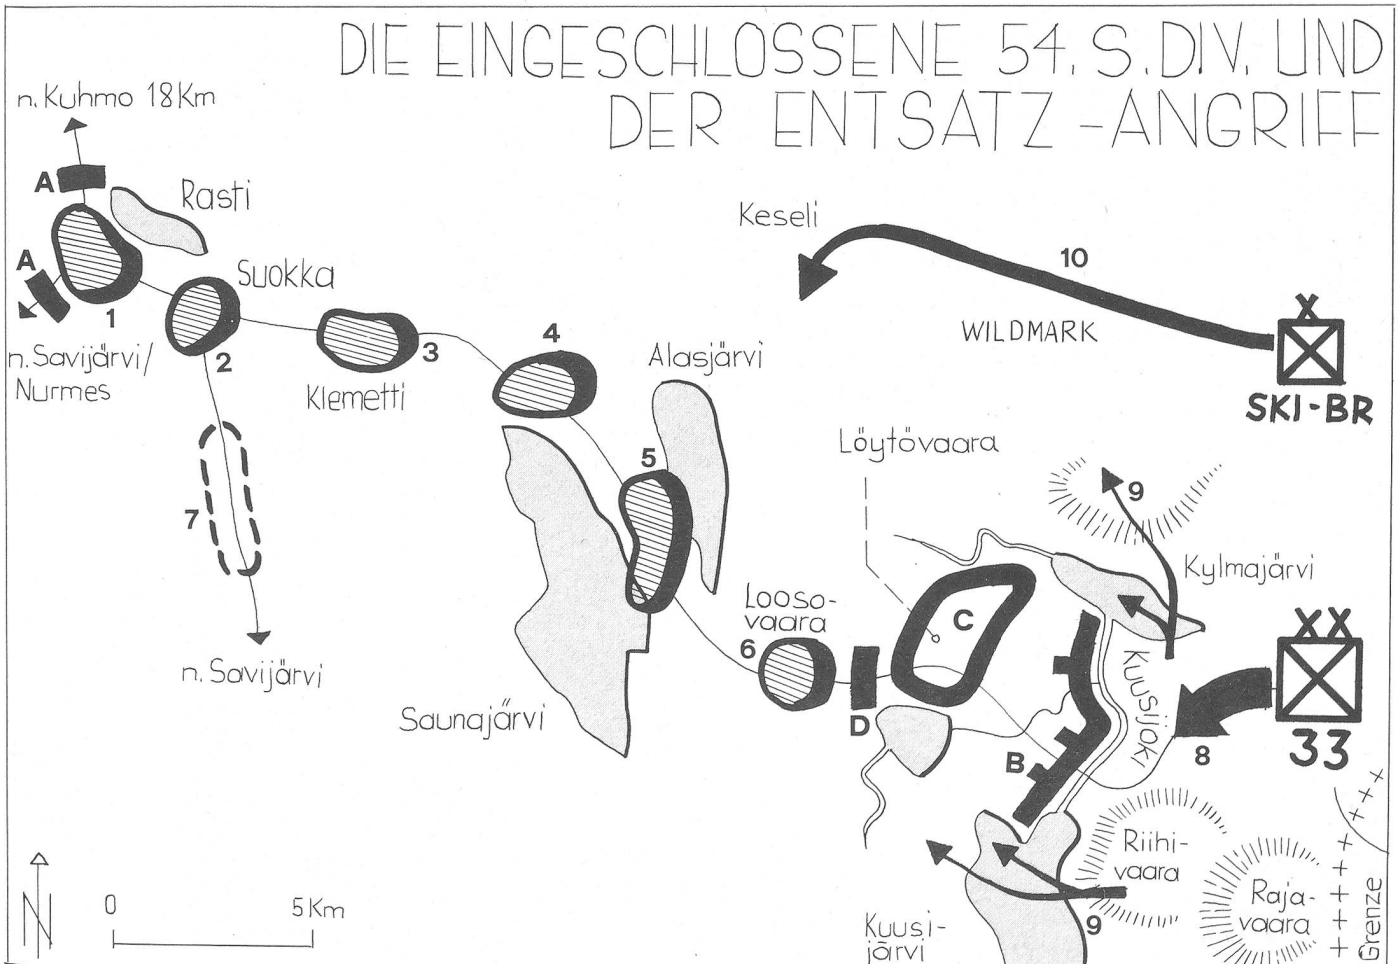 DIE EINGESCHLOSSENE 54. S.DIV. UND
DER ENTSATZ-ANGRIFF
n. Kuhmo 18 Km
A
Rasti
Keseli
10
A
Suokka
1
WILDMARK
SKI-BR
n. Savijärvi/
Nurmes
2
3
Klemetti
4
Alasjärvi
Löytövaara
5
9
7
Kylmajärvi
Looso-
vaara
6
C
n. Savijärvi
Kuusijoki
Saunajärvi
D
B
8
33
Riihi-
vaara
Raja-
vaara
Grenze
N
0 5 Km
Kuusi-
järvi
9